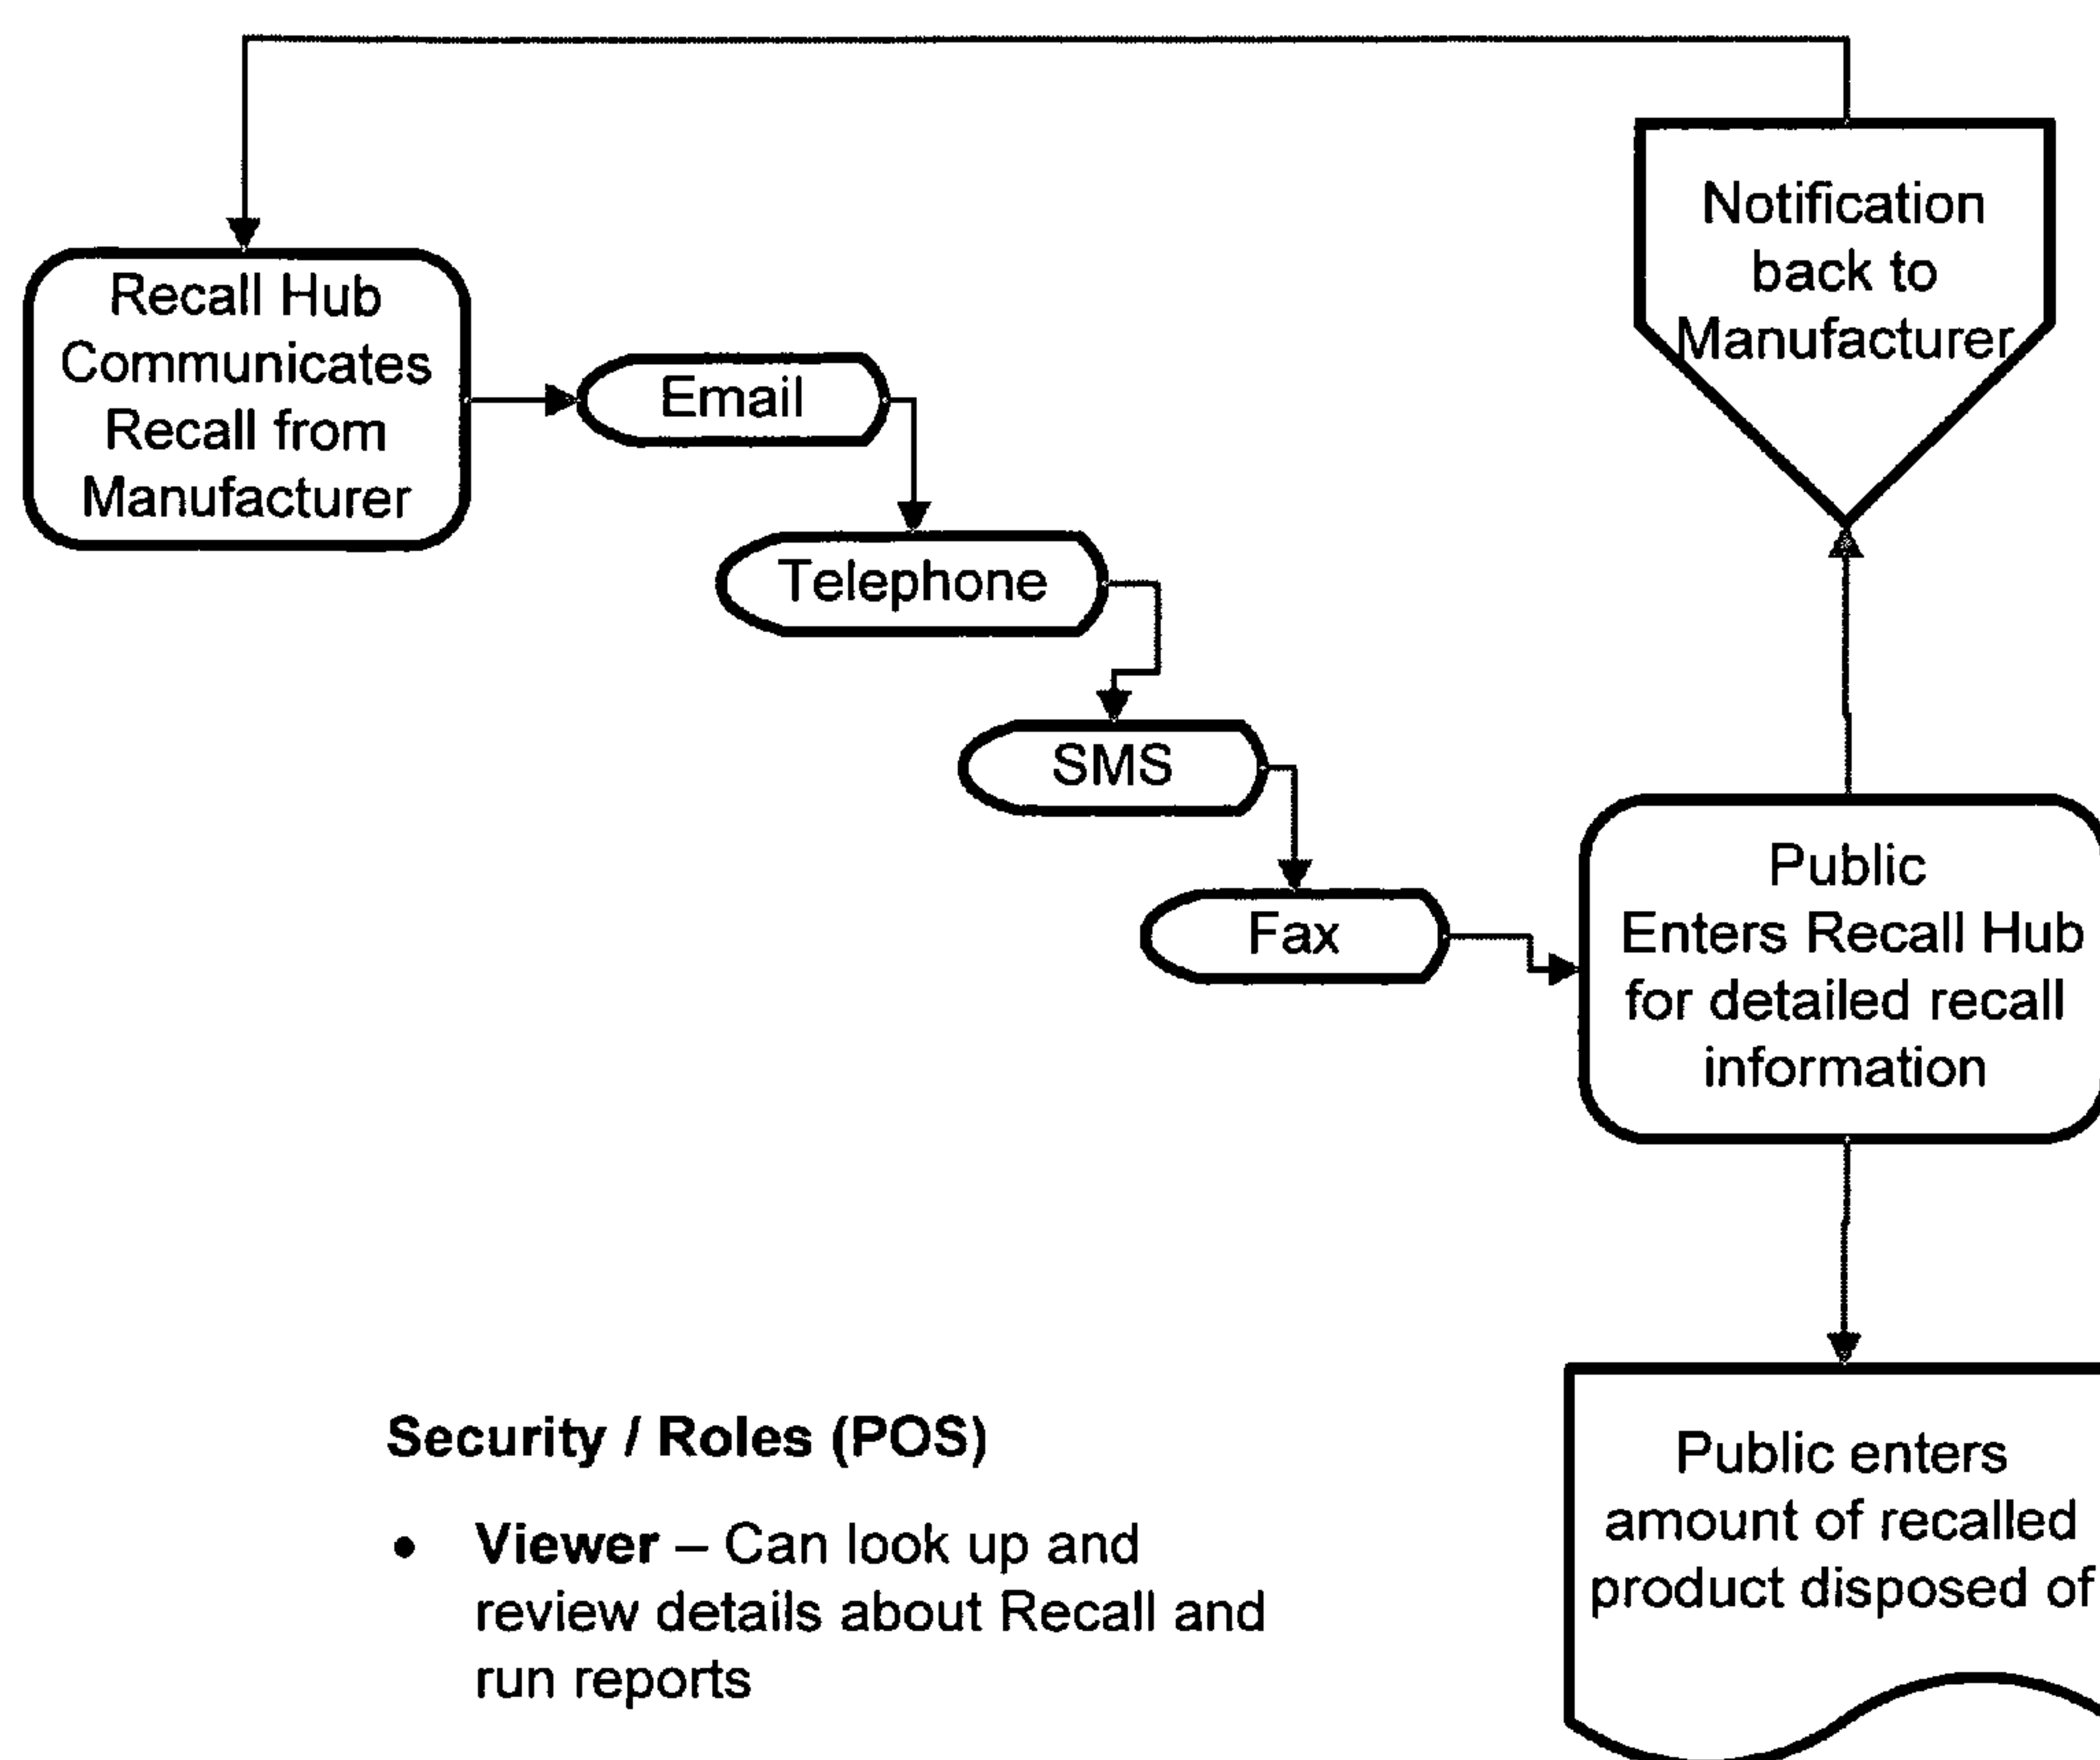 Notification
back to
Manufacturer
Recall Hub
Communicates
Recall from
Manufacturer
Email
Telephone
SMS
Fax
Public
Enters Recall Hub
for detailed recall
information
Security / Roles (POS)
• Viewer – Can look up and
review details about Recall and
run reports
Public enters
amount of recalled
product disposed of